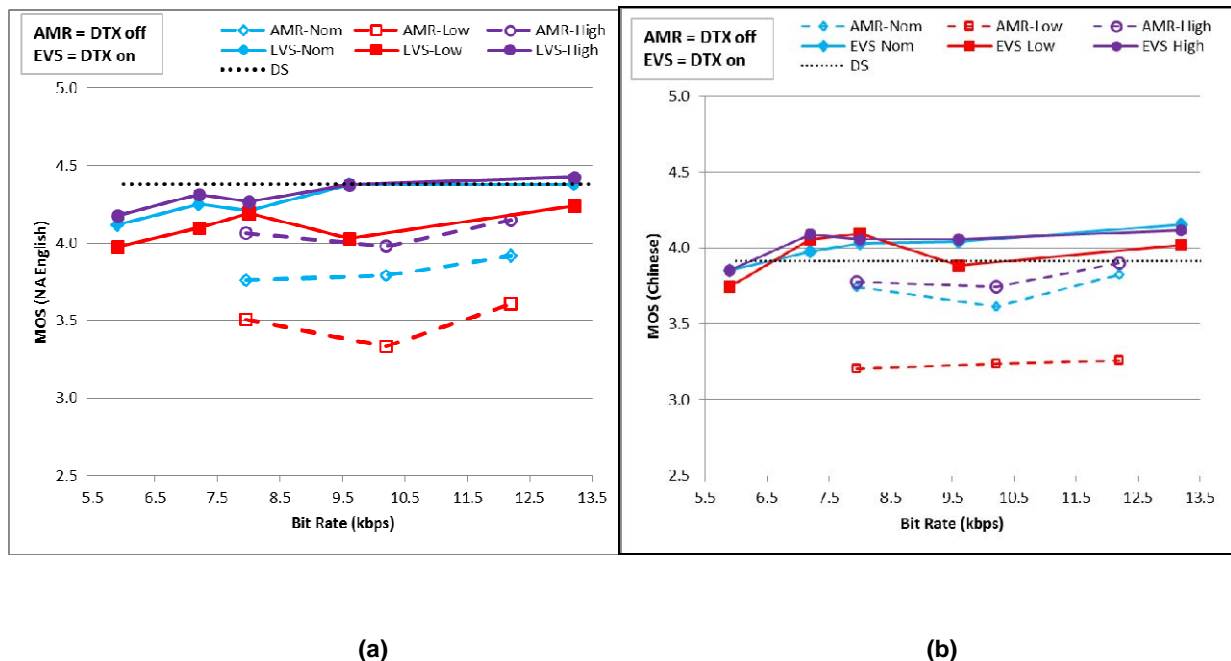 AMR = DTX off
EVS = DTX on
AMR-Nom AMR-Low AMR-High
EVS-Nom EVS-Low EVS-High
DS
5.0
4.5
4.0
3.5
3.0
2.5
MOS (NA English)
5.5 6.5 7.5 8.5 9.5 10.5 11.5 12.5 13.5
Bit Rate (kbps)
AMR = DTX off
EVS = DTX on
AMR-Nom AMR-Low AMR-High
EVS Nom EVS Low EVS High
DS
5.0
4.5
4.0
3.5
3.0
2.5
MOS (Chinese)
5.5 6.5 7.5 8.5 9.5 10.5 11.5 12.5 13.5
Bit Rate (kbps)
(a) (b)